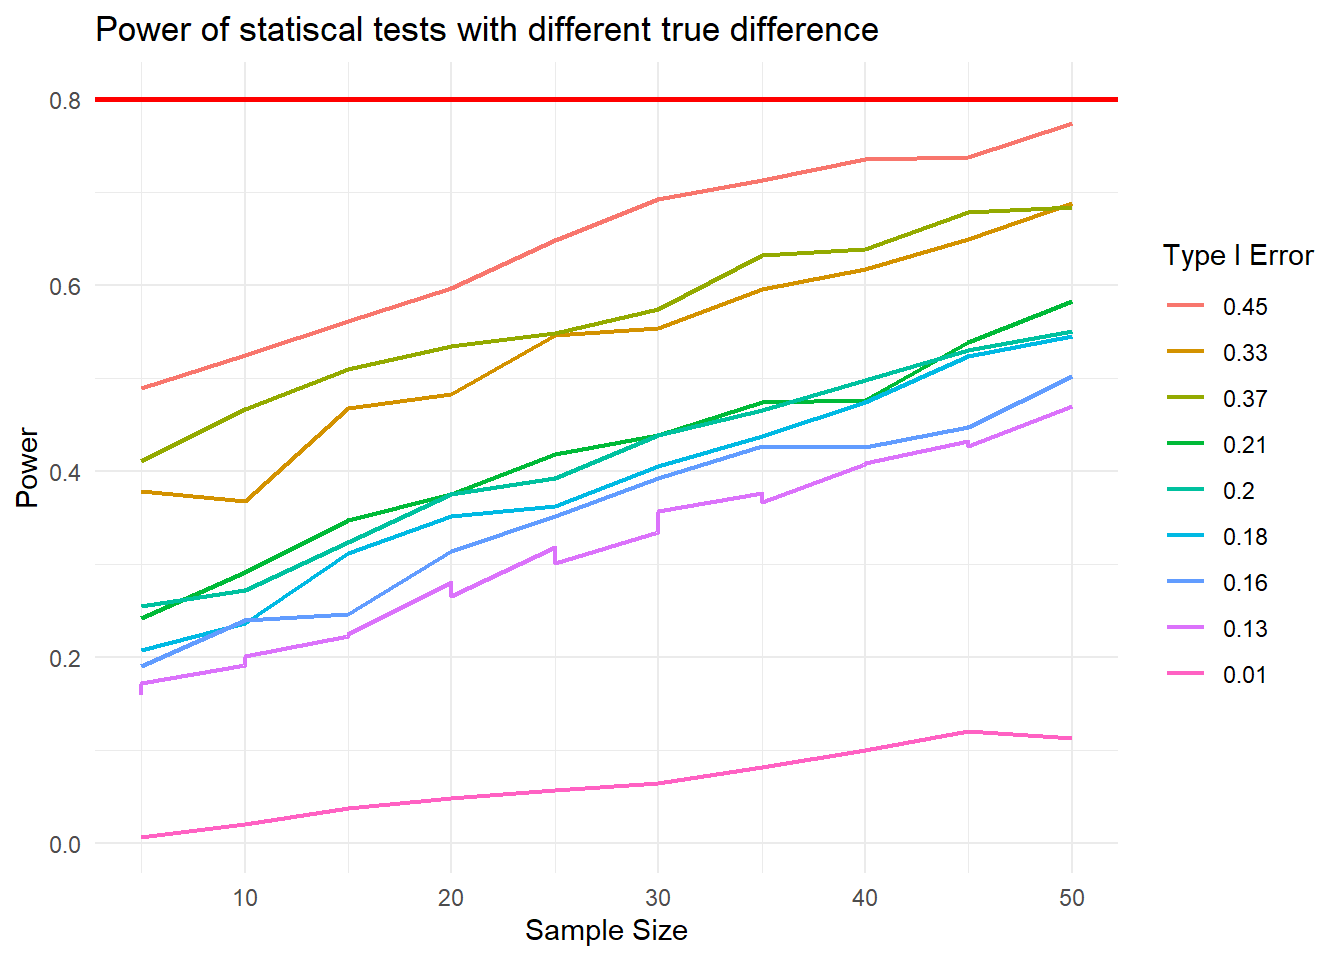 Power of statiscal tests with different true difference
0.8
0.6
0.4
0.2
0.0
Power
10 20 30 40 50
Sample Size
Type I Error
0.45
0.33
0.37
0.21
0.2
0.18
0.16
0.13
0.01